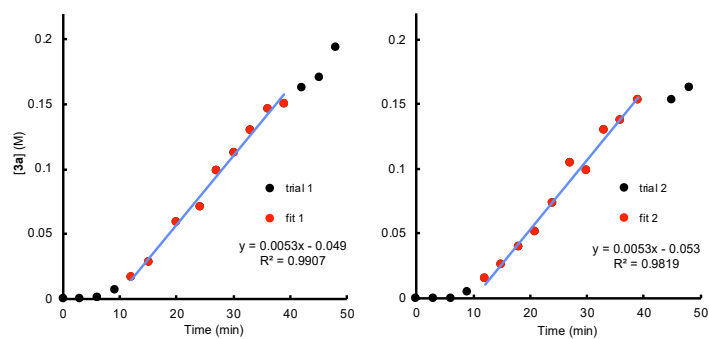 [3a] (M)
0.2
0.15
0.1
0.05
0
trial 1
fit 1
y = 0.0053x - 0.049
R² = 0.9907
0 10 20 30 40 50
Time (min)
0.2
0.15
0.1
0.05
0
trial 2
fit 2
y = 0.0053x - 0.053
R² = 0.9819
0 10 20 30 40 50
Time (min)